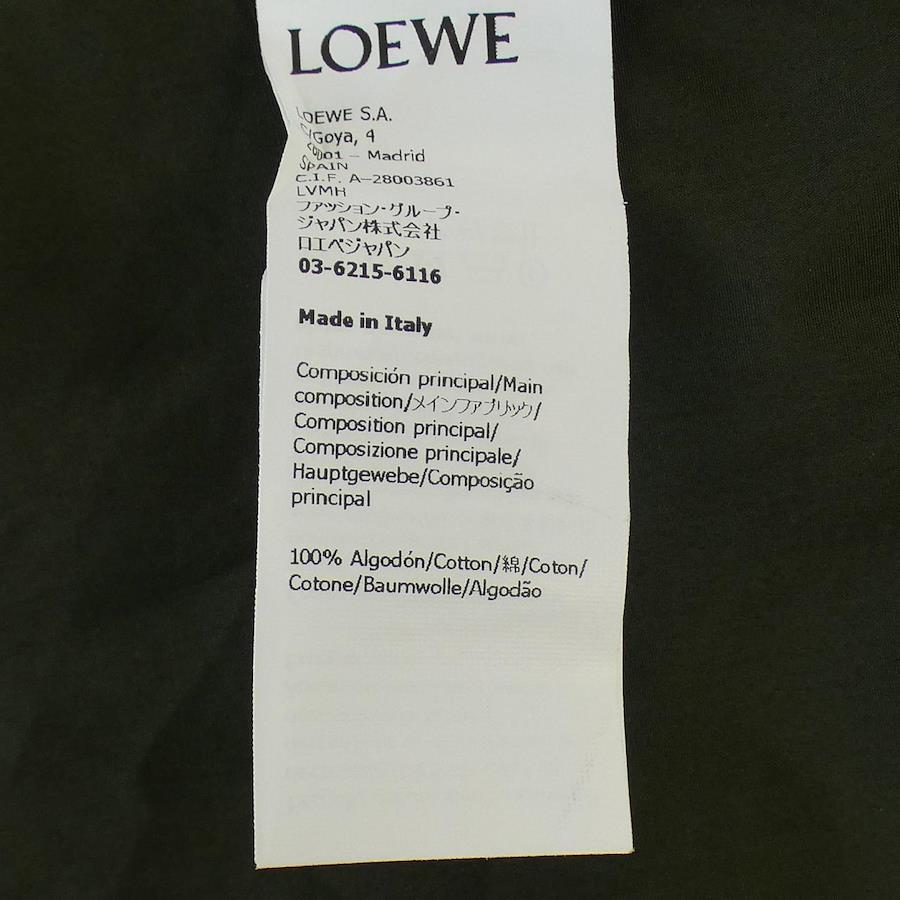 LOEWE
LOEWE S.A.
C/Goya, 4
28001 – Madrid
SPAIN
C.I.F. A-28003861
LVMH
ファッション・グループ・
ジャパン株式会社
ロエベジャパン
03-6215-6116
Made in Italy
Composición principal/Main
composition/メインファブリック/
Composition principal/
Composizione principale/
Hauptgewebe/Composição
principal
100% Algodón/Cotton/綿/Coton/
Cotone/Baumwolle/Algodão